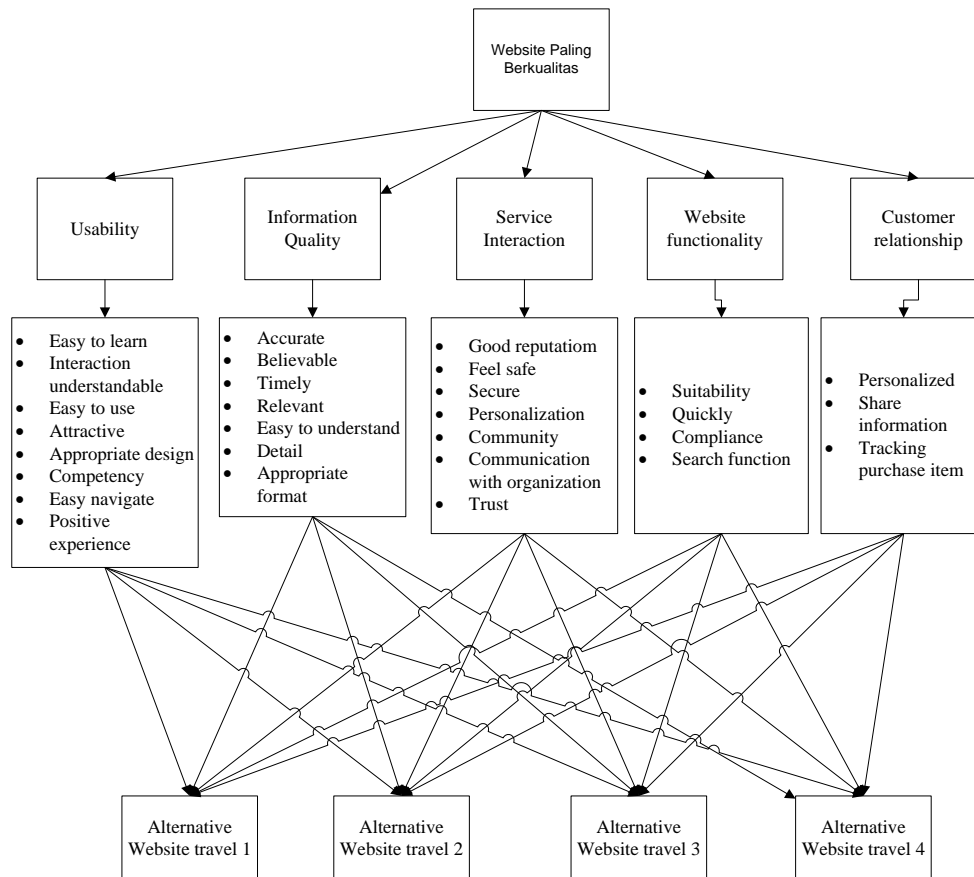 Website Paling
Berkualitas
Usability
Information
Quality
Service
Interaction
Website
functionality
Customer
relationship
• Easy to learn
• Interaction
understandable
• Easy to use
• Attractive
• Appropriate design
• Competency
• Easy navigate
• Positive
experience
• Accurate
• Believable
• Timely
• Relevant
• Easy to understand
• Detail
• Appropriate
format
• Good reputatiom
• Feel safe
• Secure
• Personalization
• Community
• Communication
with organization
• Trust
• Suitability
• Quickly
• Compliance
• Search function
• Personalized
• Share
information
• Tracking
purchase item
Alternative
Website travel 1
Alternative
Website travel 2
Alternative
Website travel 3
Alternative
Website travel 4